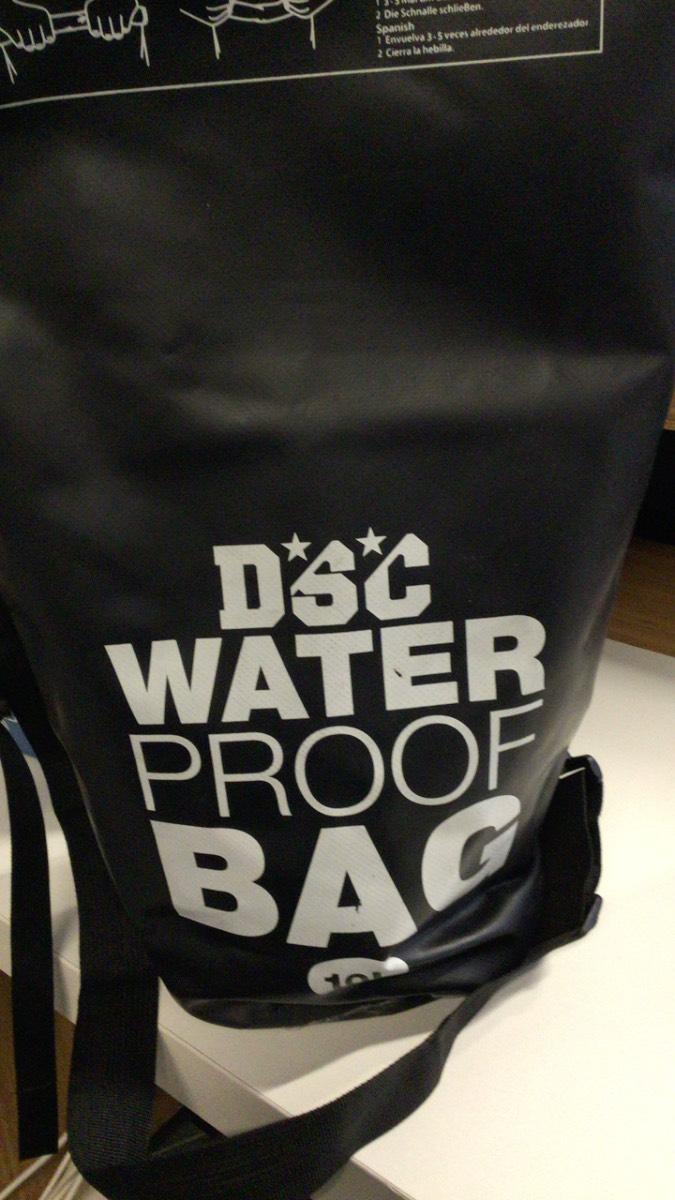 2 Die Schnalle schließen.
Spanish
1 Envuelva 3 - 5 veces alrededor del enderezador
2 Cierra la hebilla.
DSC
WATER
PROOF
BAG